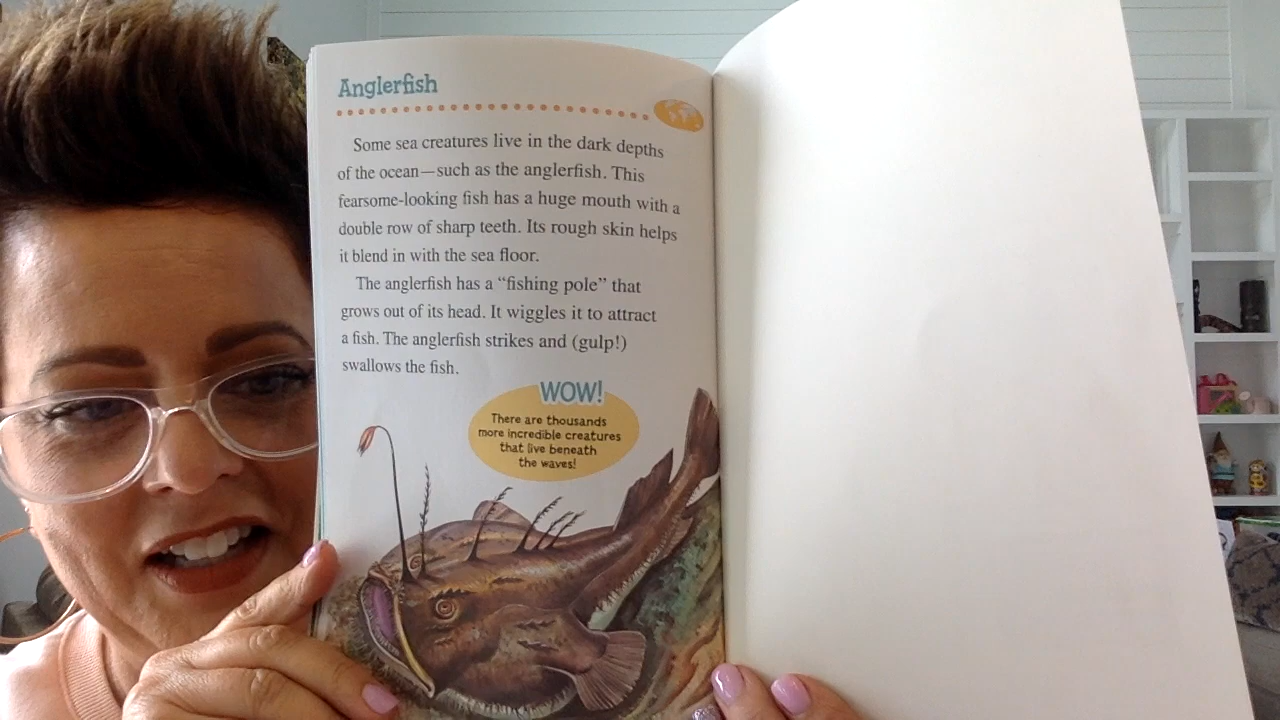 Anglerfish
Some sea creatures live in the dark depths
of the ocean—such as the anglerfish. This
fearsome-looking fish has a huge mouth with a
double row of sharp teeth. Its rough skin helps
it blend in with the sea floor.
The anglerfish has a “fishing pole” that
grows out of its head. It wiggles it to attract
a fish. The anglerfish strikes and (gulp!)
swallows the fish.
WOW!
There are thousands
more incredible creatures
that live beneath
the waves!